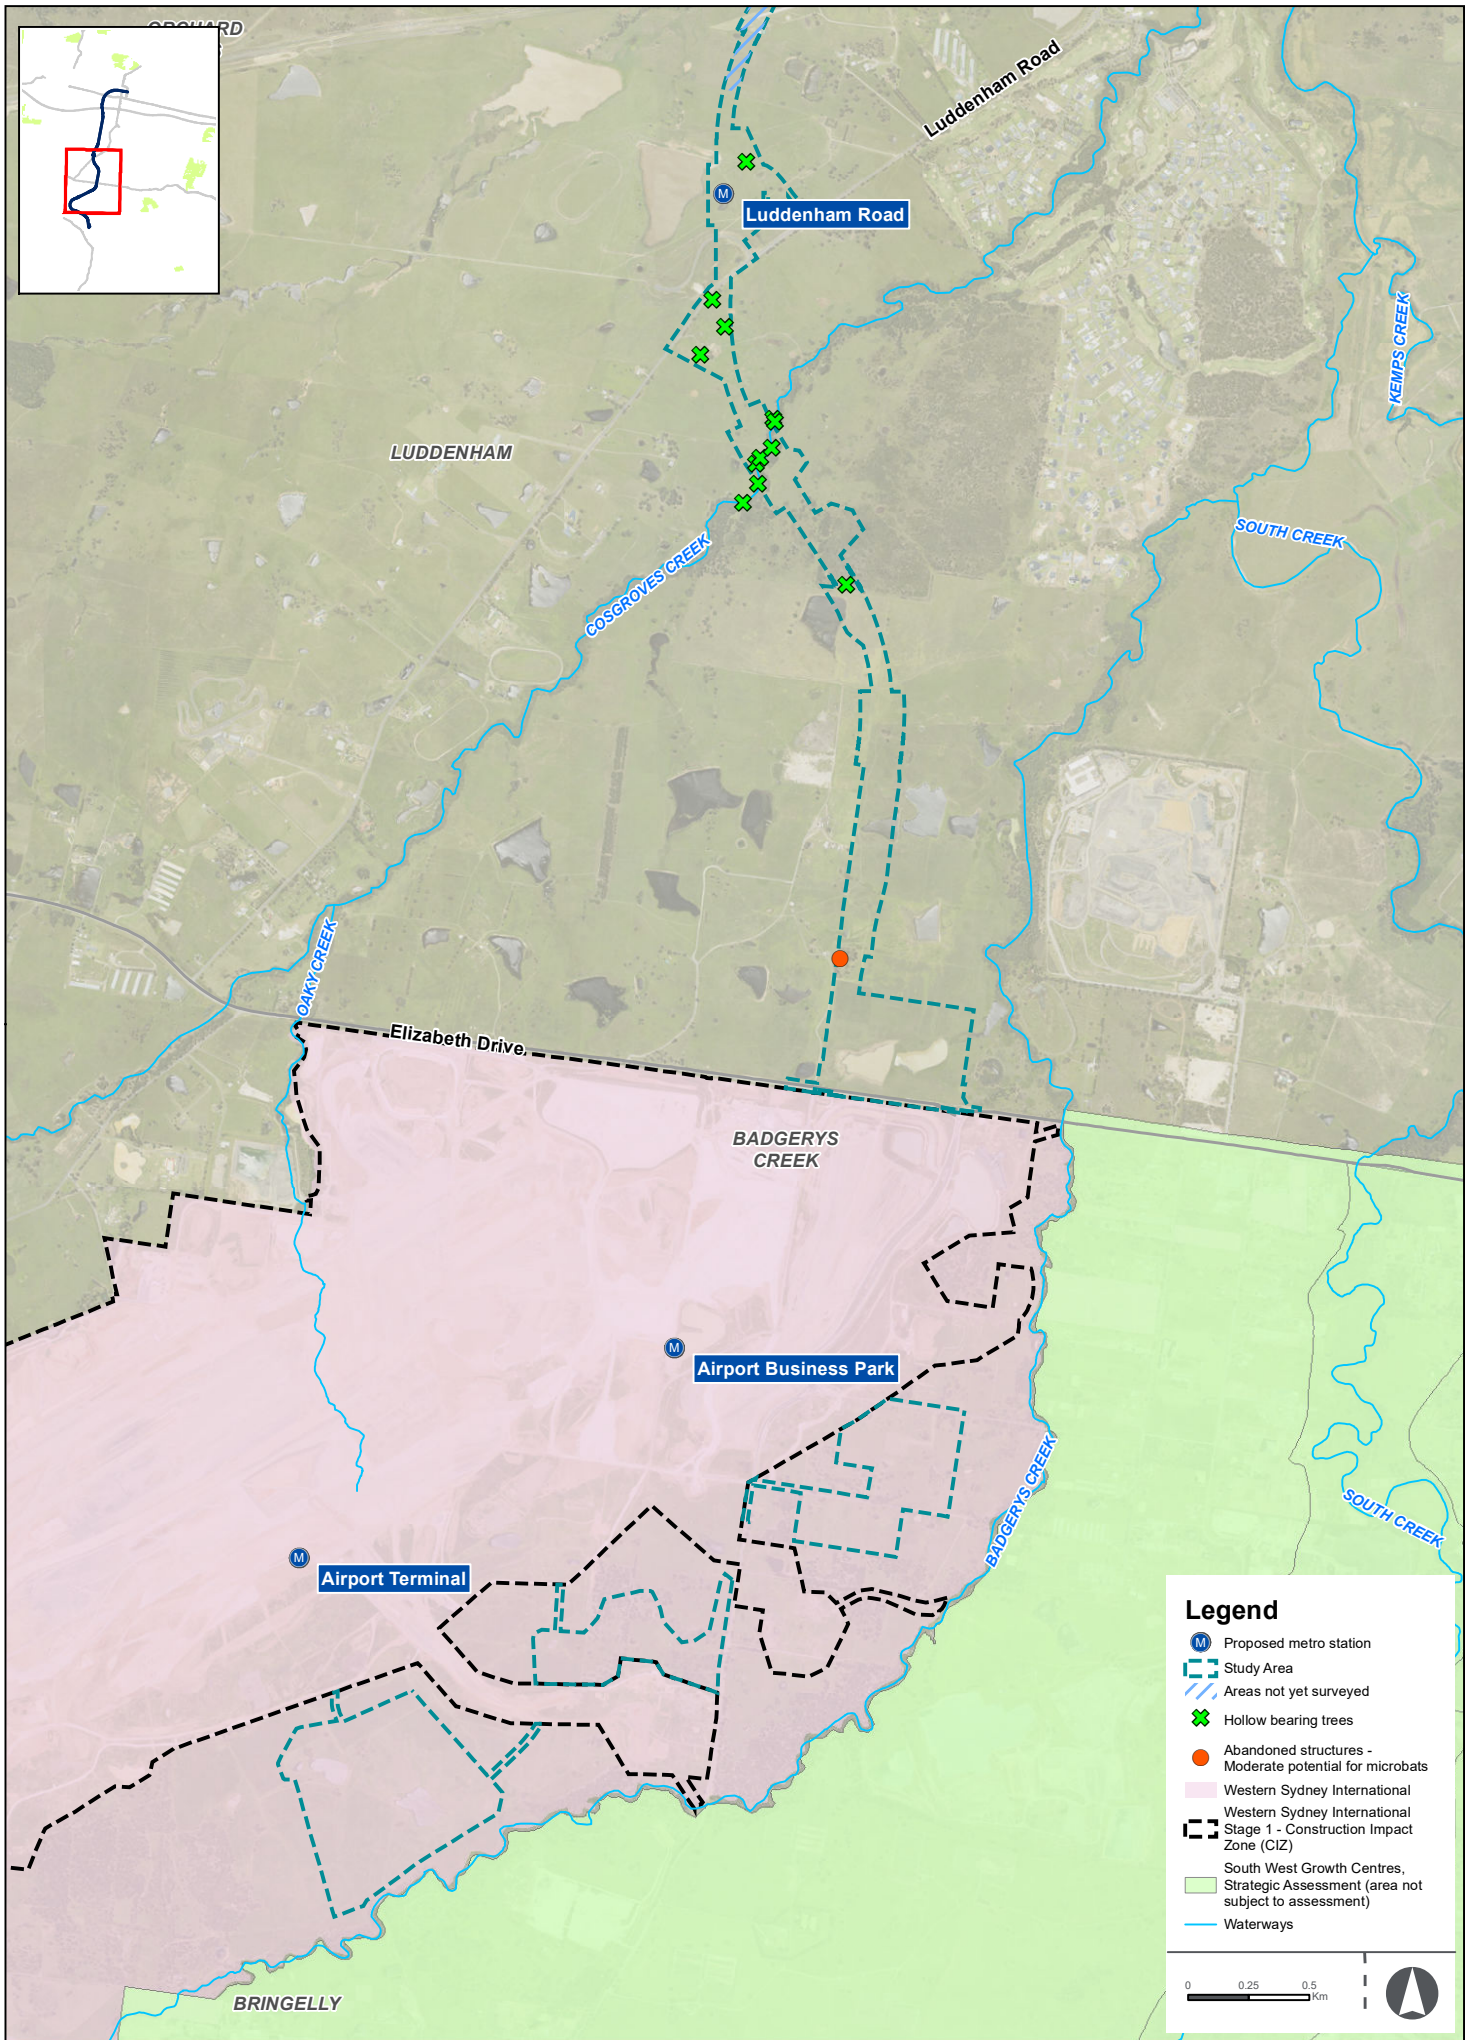 ORCHARD
Luddenham Road
M
Luddenham Road
KEMPS CREEK
LUDDENHAM
SOUTH CREEK
COSGROVES CREEK
OAKY CREEK
Elizabeth Drive
BADGERYS
CREEK
M
Airport Business Park
BADGERYS CREEK
SOUTH CREEK
M
Airport Terminal
BRINGELLY
Legend
M Proposed metro station
Study Area
Areas not yet surveyed
Hollow bearing trees
Abandoned structures -
Moderate potential for microbats
Western Sydney International
Western Sydney International
Stage 1 - Construction Impact
Zone (CIZ)
South West Growth Centres,
Strategic Assessment (area not
subject to assessment)
Waterways
0 0.25 0.5
Km